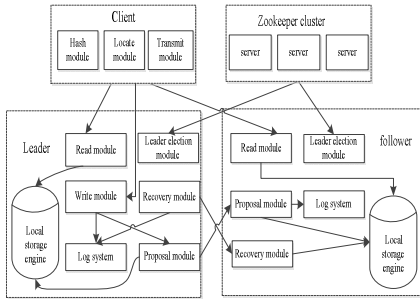 Client
Hash
module
Locate
module
Transmit
module
Zookeeper cluster
server
server
server
Leader
Read module
Leader election
module
Write module
Recovery module
Local
storage
engine
Log system
Proposal module
follower
Read module
Leader election
module
Proposal module
Log system
Recovery module
Local
storage
engine